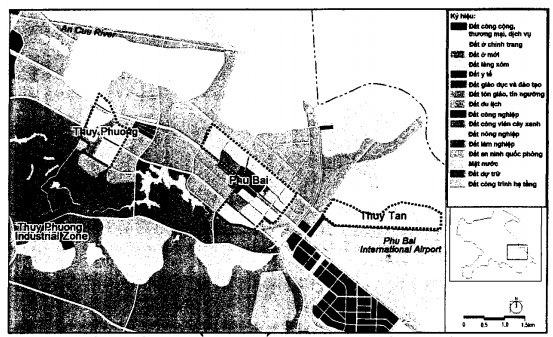 An Cuu River
Thuy Phuong
Phu Bai
Thuy Phuong
Industrial Zone
Thuy Tan
Phu Bai
International Airport
Ký hiệu:
Đất công cộng,
thương mại, dịch vụ
Đất ở chỉnh trang
Đất ở mới
Đất làng xóm
Đất y tế
Đất giáo dục và đào tạo
Đất tôn giáo, tín ngưỡng
Đất du lịch
Đất công nghiệp
Đất công viên cây xanh
Đất nông nghiệp
Đất lâm nghiệp
Đất an ninh quốc phòng
Mặt nước
Đất dự trữ
Đất công trình hạ tầng
N
0 0.5 1.0 1.5km